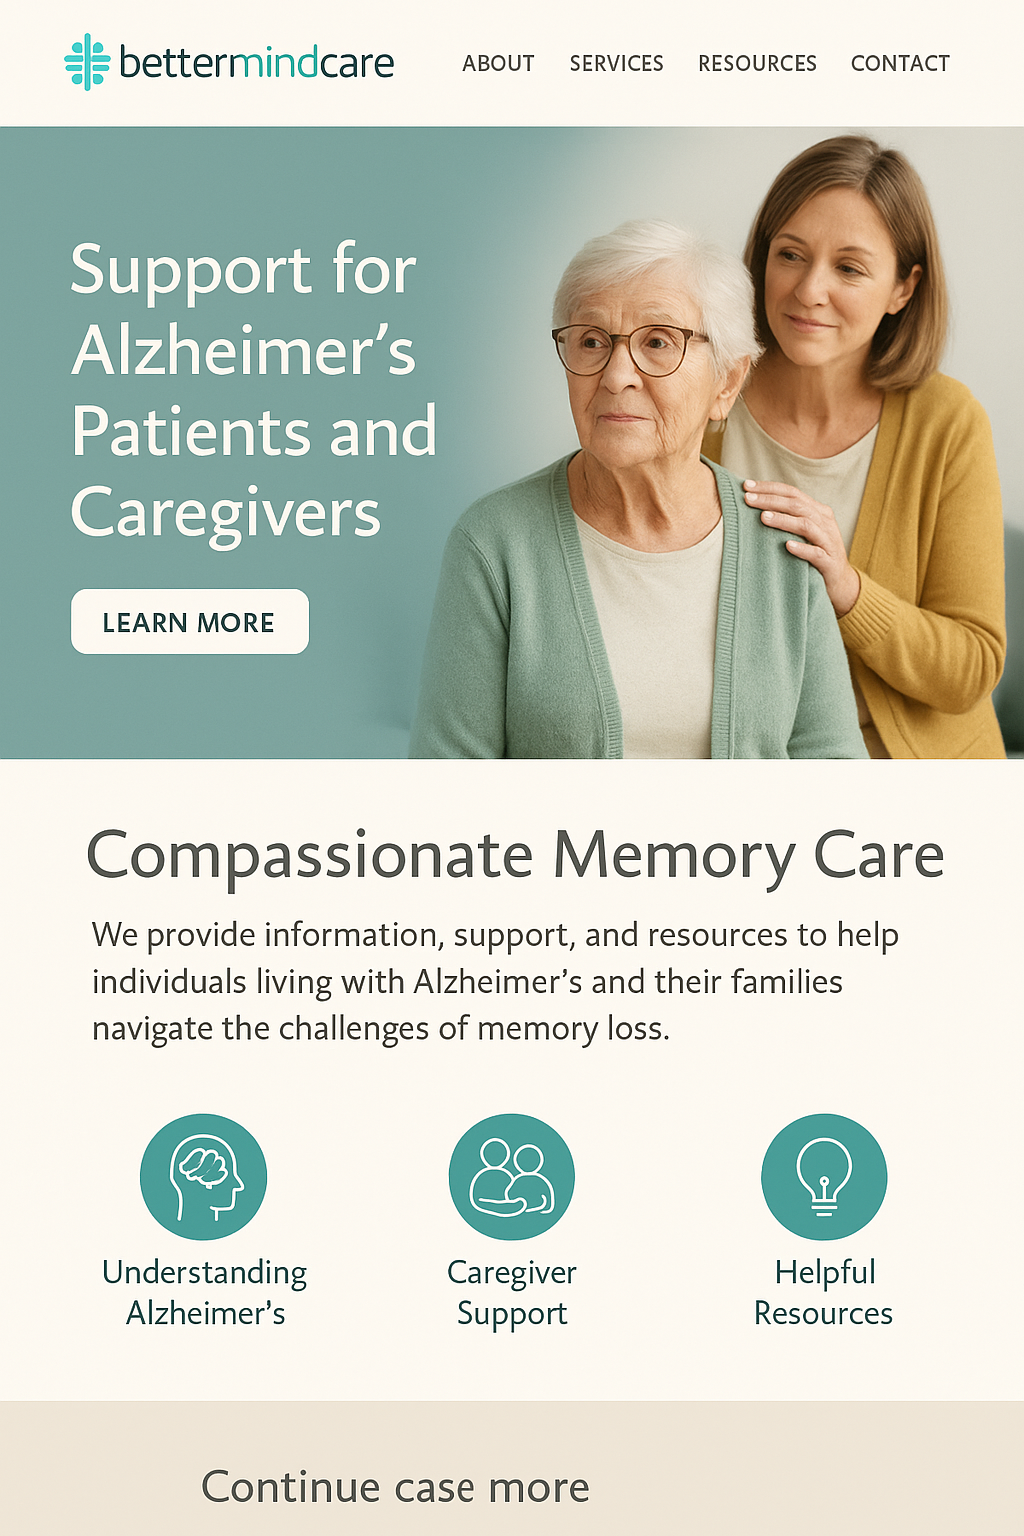 bettermindcare
ABOUT SERVICES RESOURCES CONTACT
Support for
Alzheimer’s
Patients and
Caregivers
LEARN MORE
Compassionate Memory Care
We provide information, support, and resources to help
individuals living with Alzheimer’s and their families
navigate the challenges of memory loss.
Understanding
Alzheimer’s
Caregiver
Support
Helpful
Resources
Continue case more